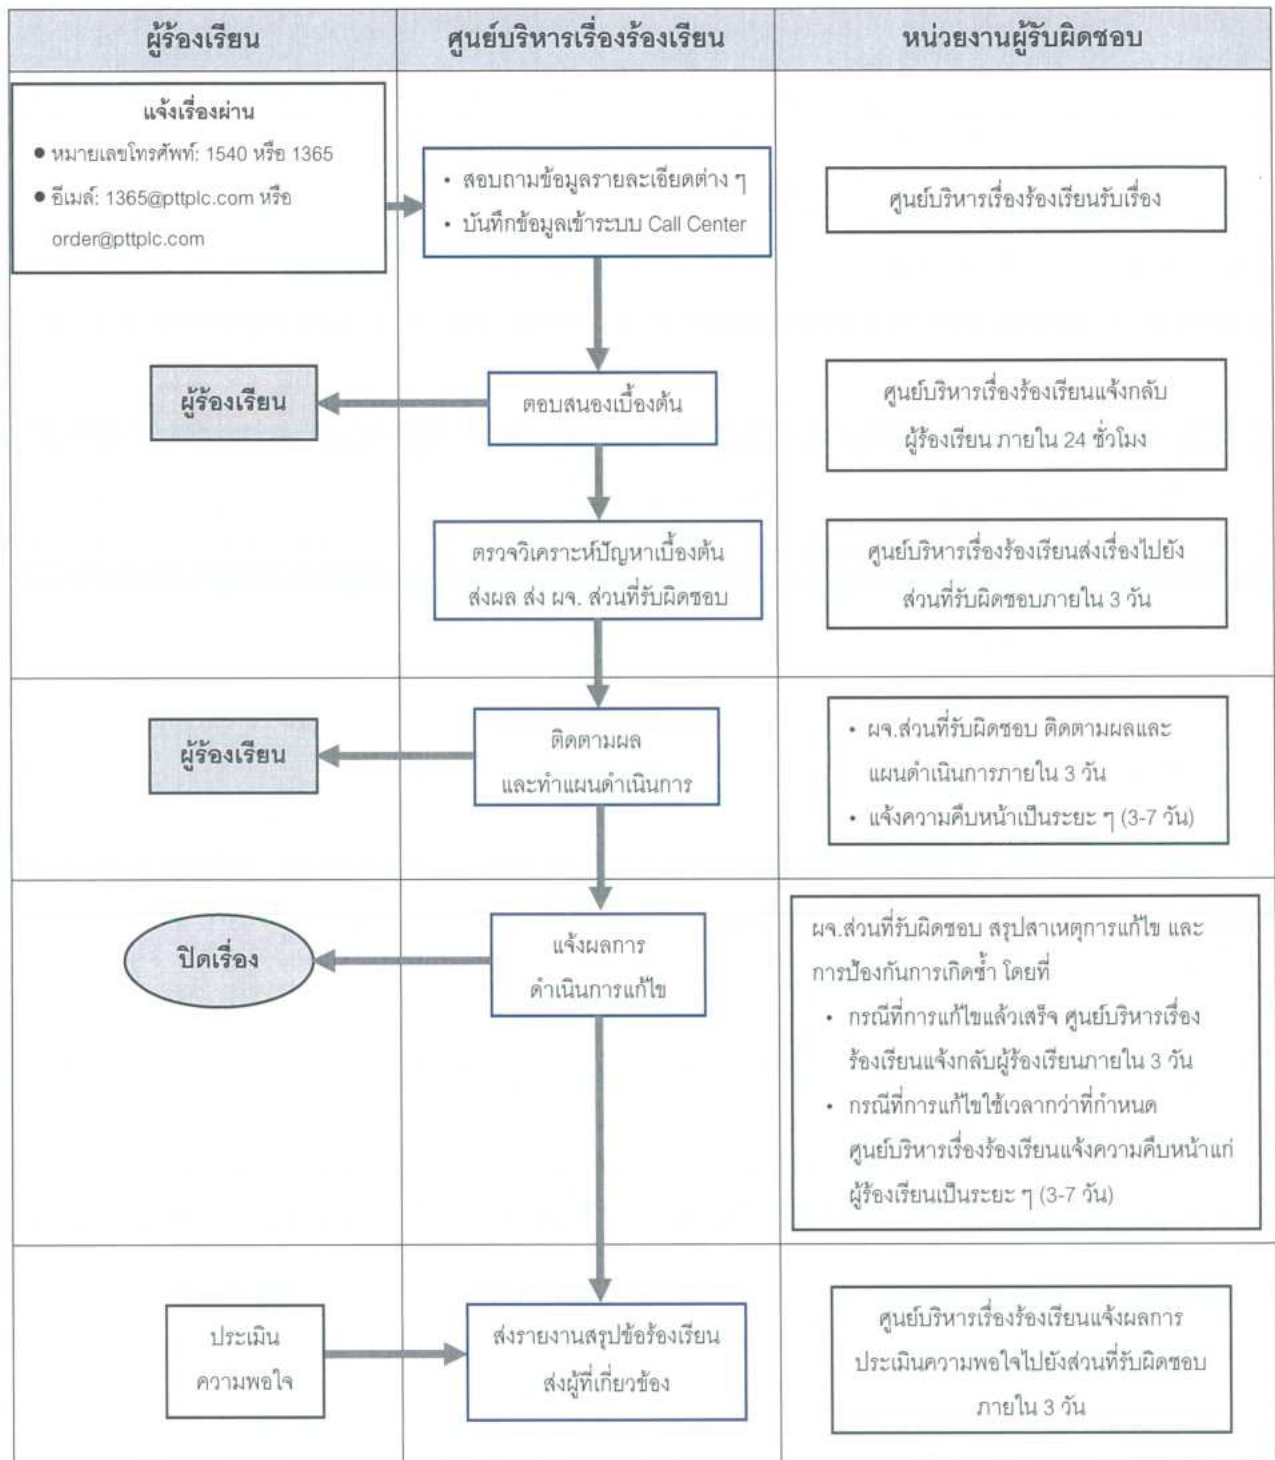 ผู้ร้องเรียน
ศูนย์บริหารเรื่องร้องเรียน
หน่วยงานผู้รับผิดชอบ
แจ้งเรื่องผ่าน
● หมายเลขโทรศัพท์: 1540 หรือ 1365
● อีเมล์: 1365@pttplc.com หรือ
order@pttplc.com
• สอบถามข้อมูลรายละเอียดต่าง ๆ
• บันทึกข้อมูลเข้าระบบ Call Center
ศูนย์บริหารเรื่องร้องเรียนรับเรื่อง
ผู้ร้องเรียน
ตอบสนองเบื้องต้น
ศูนย์บริหารเรื่องร้องเรียนแจ้งกลับ
ผู้ร้องเรียน ภายใน 24 ชั่วโมง
ตรวจวิเคราะห์ปัญหาเบื้องต้น
ส่งผล ส่ง ผจ. ส่วนที่รับผิดชอบ
ศูนย์บริหารเรื่องร้องเรียนส่งเรื่องไปยัง
ส่วนที่รับผิดชอบภายใน 3 วัน
ผู้ร้องเรียน
ติดตามผล
และทำแผนดำเนินการ
• ผจ.ส่วนที่รับผิดชอบ ติดตามผลและ
แผนดำเนินการภายใน 3 วัน
• แจ้งความคืบหน้าเป็นระยะ ๆ (3-7 วัน)
ปิดเรื่อง
แจ้งผลการ
ดำเนินการแก้ไข
ผจ.ส่วนที่รับผิดชอบ สรุปสาเหตุการแก้ไข และ
การป้องกันการเกิดซ้ำ โดยที่
• กรณีที่การแก้ไขแล้วเสร็จ ศูนย์บริหารเรื่อง
ร้องเรียนแจ้งกลับผู้ร้องเรียนภายใน 3 วัน
• กรณีที่การแก้ไขใช้เวลากว่าที่กำหนด
ศูนย์บริหารเรื่องร้องเรียนแจ้งความคืบหน้าแก่
ผู้ร้องเรียนเป็นระยะ ๆ (3-7 วัน)
ประเมิน
ความพอใจ
ส่งรายงานสรุปข้อร้องเรียน
ส่งผู้ที่เกี่ยวข้อง
ศูนย์บริหารเรื่องร้องเรียนแจ้งผลการ
ประเมินความพอใจไปยังส่วนที่รับผิดชอบ
ภายใน 3 วัน